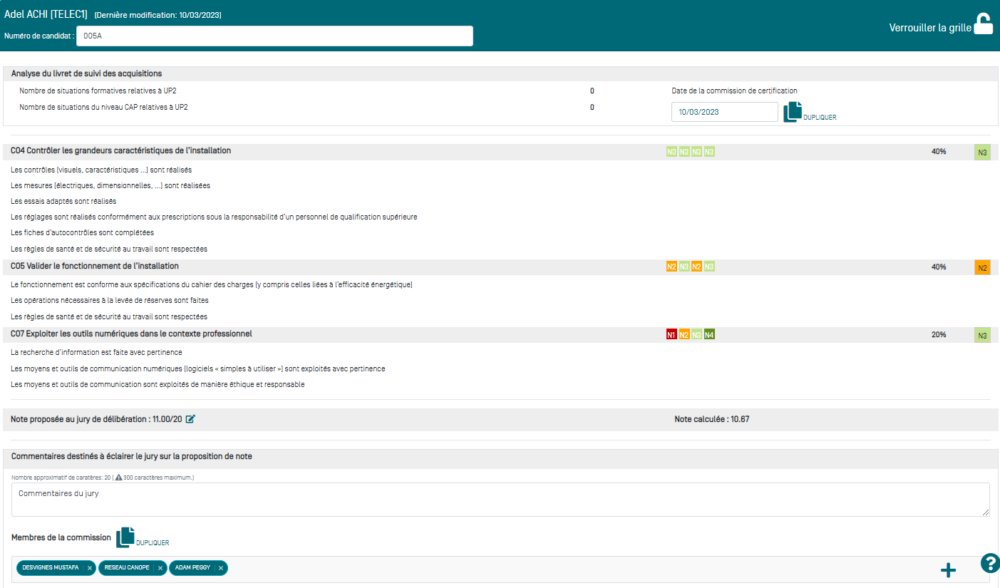 Adel ACHI [TELEC1] [Dernière modification: 10/03/2023]
Numéro de candidat : 005A
Verrouiller la grille
Analyse du livret de suivi des acquisitions
Nombre de situations formatives relatives à UP2 0 Date de la commission de certification
Nombre de situations du niveau CAP relatives à UP2 0 10/03/2023 DUPLIQUER
C04 Contrôler les grandeurs caractéristiques de l'installation N3 N3 N3 N3 40% N3
Les contrôles (visuels, caractéristiques ...) sont réalisés
Les mesures (électriques, dimensionnelles, ...) sont réalisées
Les essais adaptés sont réalisés
Les réglages sont réalisés conformément aux prescriptions sous la responsabilité d'un personnel de qualification supérieure
Les fiches d'autocontrôles sont complétées
Les règles de santé et de sécurité au travail sont respectées
C05 Valider le fonctionnement de l'installation N2 N3 N2 N3 40% N2
Le fonctionnement est conforme aux spécifications du cahier des charges (y compris celles liées à l'efficacité énergétique)
Les opérations nécessaires à la levée de réserves sont faites
Les règles de santé et de sécurité au travail sont respectées
C07 Exploiter les outils numériques dans le contexte professionnel N1 N2 N3 N4 20% N3
La recherche d'information est faite avec pertinence
Les moyens et outils de communication numériques (logiciels « simples à utiliser ») sont exploités avec pertinence
Les moyens et outils de communication sont exploités de manière éthique et responsable
Note proposée au jury de délibération : 11.00/20 Note calculée : 10.67
Commentaires destinés à éclairer le jury sur la proposition de note
Nombre approximatif de caratères: 20 ( 300 caractères maximum.)
Commentaires du jury
Membres de la commission DUPLIQUER
DESVIGNES MUSTAFA × RESEAU CANOPE × ADAM PEGGY × + ?